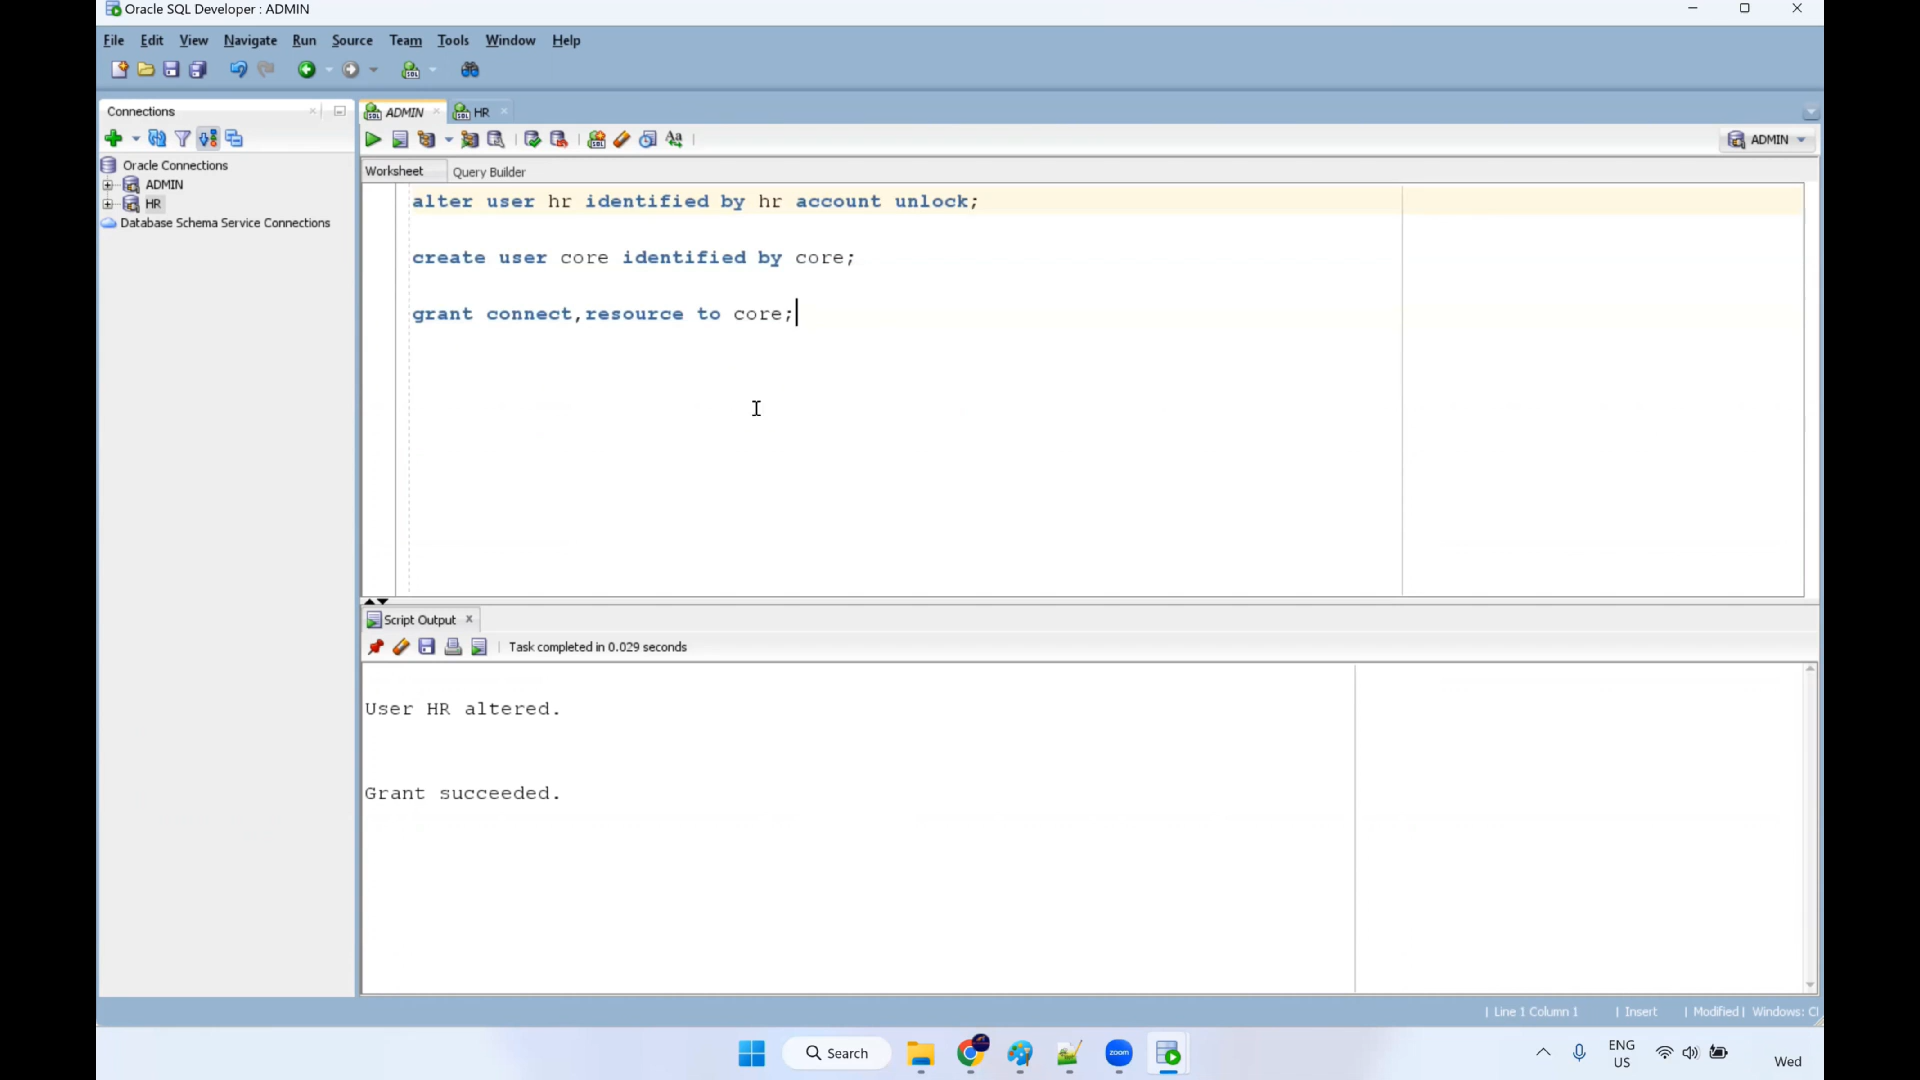 Oracle SQL Developer : ADMIN
File Edit View Navigate Run Source Team Tools Window Help
Connections
ADMIN HR
ADMIN
Oracle Connections
ADMIN
HR
Database Schema Service Connections
Worksheet Query Builder
alter user hr identified by hr account unlock;
create user core identified by core;
grant connect,resource to core;
Script Output
Task completed in 0.029 seconds
User HR altered.
Grant succeeded.
Line 1 Column 1 | Insert | Modified | Windows: Cl
Search
zoom
ENG
US
Wed